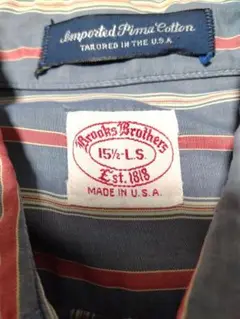 Imported Pima Cotton
TAILORED IN THE U.S.A.
Brooks Brothers
15½-L.S.
Est. 1818
MADE IN U.S.A.